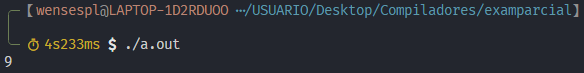 [wensespl@LAPTOP-1D2RDUOO …/USUARIO/Desktop/Compiladores/examparcial]
4s233ms $ ./a.out
9